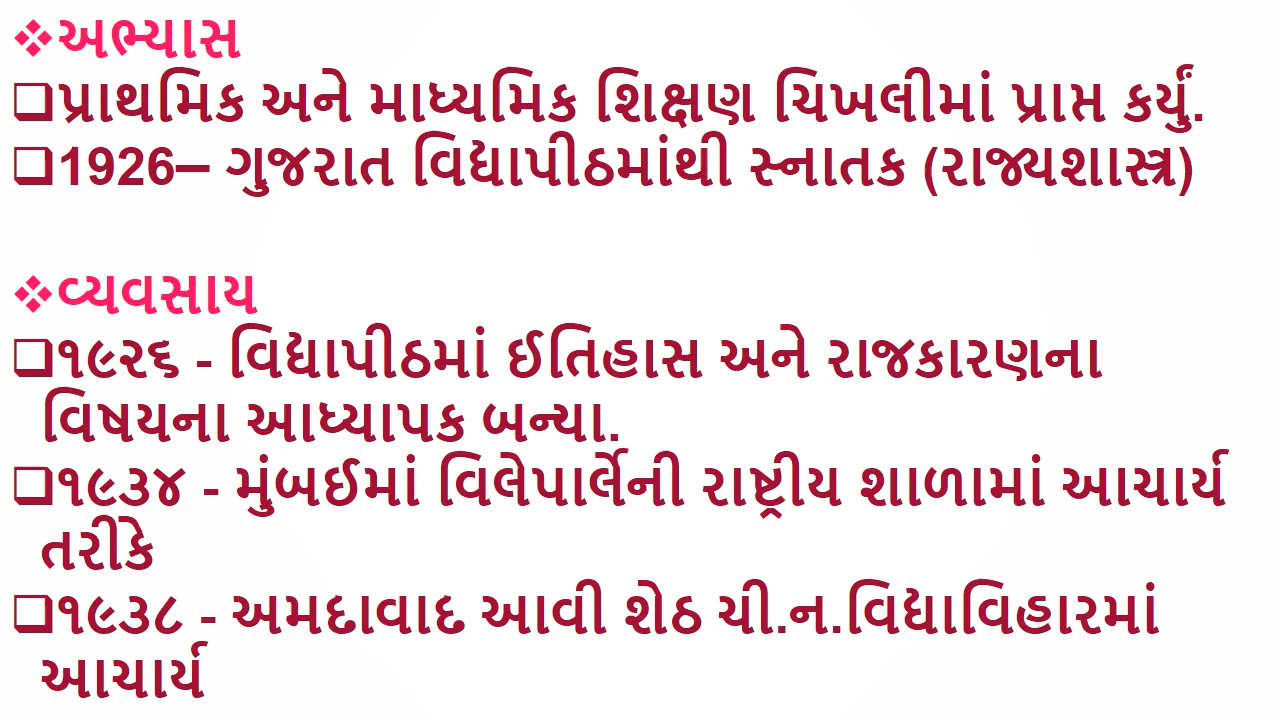 ❖અભ્યાસ
❑પ્રાથમિક અને માધ્યમિક શિક્ષણ ચિખલીમાં પ્રાપ્ત કર્યું.
❑1926– ગુજરાત વિદ્યાપીઠમાંથી સ્નાતક (રાજ્યશાસ્ત્ર)
❖વ્યવસાય
❑૧૯૨૬ - વિદ્યાપીઠમાં ઈતિહાસ અને રાજકારણના
વિષયના આધ્યાપક બન્યા.
❑૧૯૩૪ - મુંબઈમાં વિલેપાર્લેની રાષ્ટ્રીય શાળામાં આચાર્ય
તરીકે
❑૧૯૩૮ - અમદાવાદ આવી શેઠ ચી.ન.વિદ્યાવિહારમાં
આચાર્ય